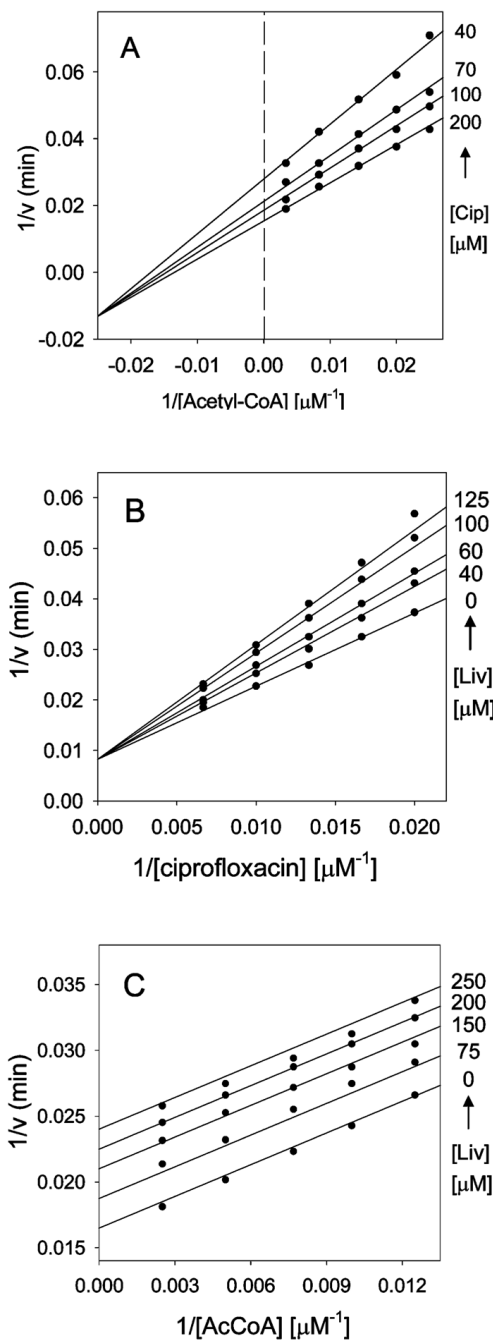 A
0.06
0.04
0.02
0.00
-0.02
1/v (min)
-0.02 -0.01 0.00 0.01 0.02
1/[Acetyl-CoA] [μM⁻¹]
40
70
100
200
[Cip]
[μM]
B
0.06
0.05
0.04
0.03
0.02
0.01
0.00
1/v (min)
0.000 0.005 0.010 0.015 0.020
1/[ciprofloxacin] [μM⁻¹]
125
100
60
40
0
[Liv]
[μM]
C
0.035
0.030
0.025
0.020
0.015
1/v (min)
0.000 0.003 0.006 0.009 0.012
1/[AcCoA] [μM⁻¹]
250
200
150
75
0
[Liv]
[μM]